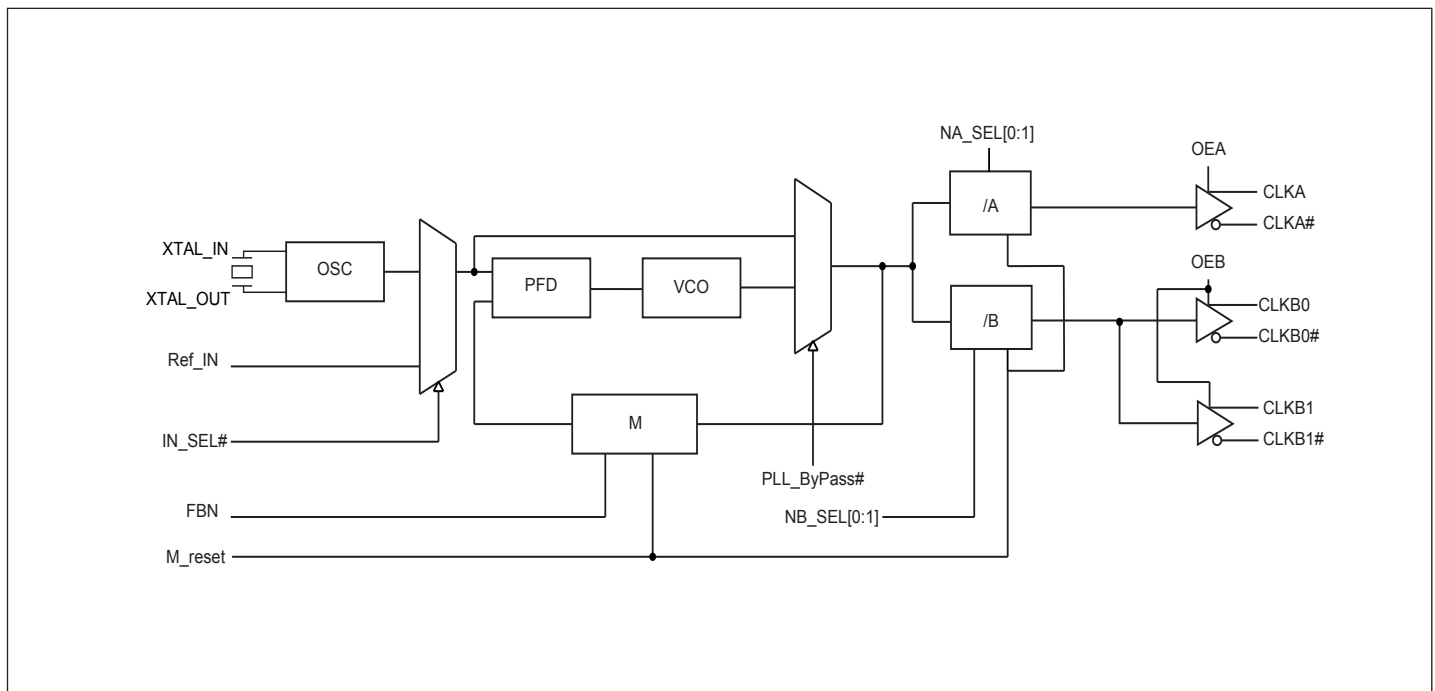 NA_SEL[0:1]
OEA
CLKA
/A
CLKA#
XTAL_IN
OSC
PFD
VCO
OEB
XTAL_OUT
CLKB0
/B
CLKB0#
Ref_IN
CLKB1
M
IN_SEL#
CLKB1#
PLL_ByPass#
FBN
NB_SEL[0:1]
M_reset